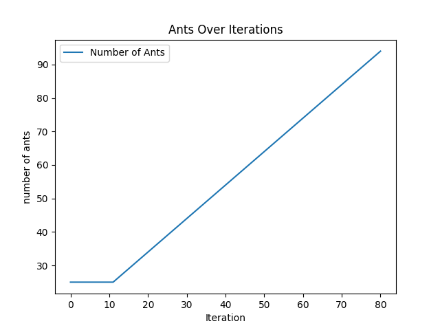 Ants Over Iterations
Number of Ants
number of ants
90
80
70
60
50
40
30
0 10 20 30 40 50 60 70 80
Iteration